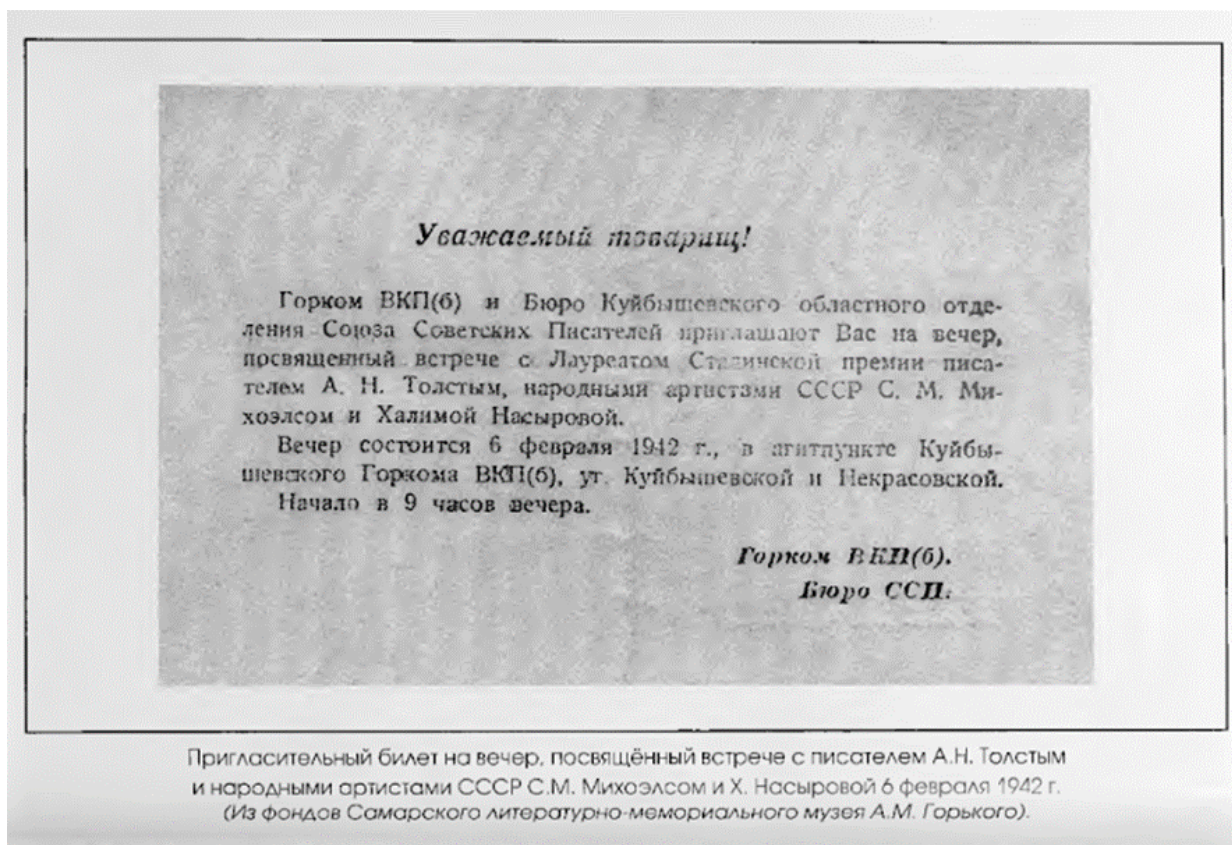 Уважаемый товарищ!
Горком ВКП(б) и Бюро Куйбышевского областного отде-
ления Союза Советских Писателей приглашают Вас на вечер,
посвященный встрече с Лауреатом Сталинской премии писа-
телем А. Н. Толстым, народными артистами СССР С. М. Ми-
хоэлсом и Халимой Насыровой.
Вечер состоится 6 февраля 1942 г., в агитпункте Куйбы-
шевского Горкома ВКП(б), уг. Куйбышевской и Некрасовской.
Начало в 9 часов вечера.
Горком ВКП(б).
Бюро ССП.
Пригласительный билет на вечер, посвящённый встрече с писателем А.Н. Толстым
и народными артистами СССР С.М. Михоэлсом и Х. Насыровой 6 февраля 1942 г.
(Из фондов Самарского литературно-мемориального музея А.М. Горького).